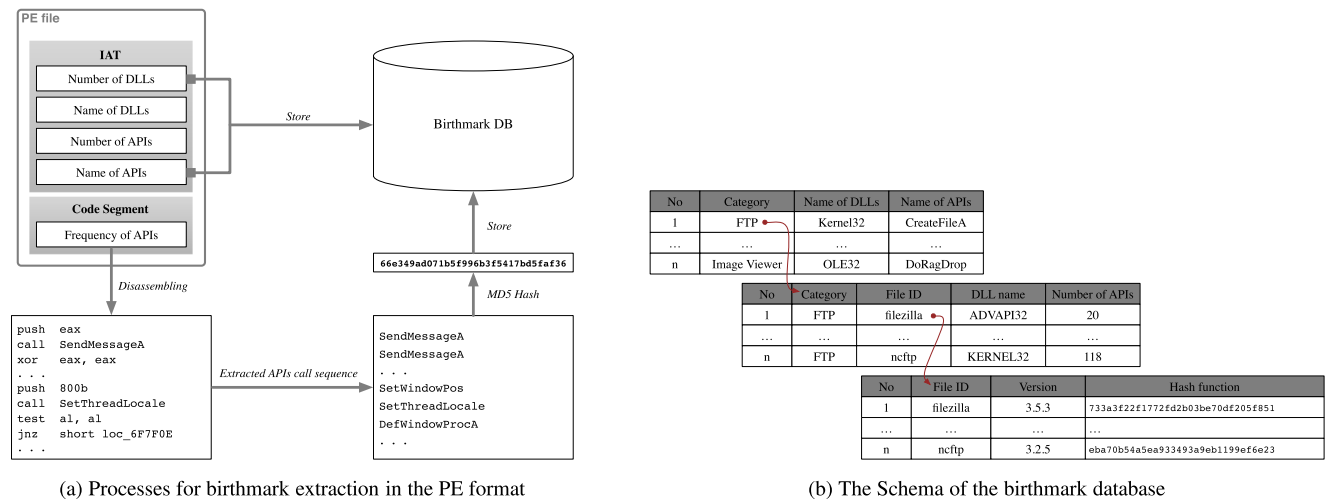 PE file
IAT
Number of DLLs
Name of DLLs
Number of APIs
Name of APIs
Code Segment
Frequency of APIs
Store
Birthmark DB
Store
66e349ad071b5f996b3f5417bd5faf36
Disassembling
MD5 Hash
push eax
call SendMessageA
xor eax, eax
. . .
push 800b
call SetThreadLocale
test al, al
jnz short loc_6F7F0E
. . .
Extracted APIs call sequence
SendMessageA
SendMessageA
. . .
SetWindowPos
SetThreadLocale
DefWindowProcA
. . .
(a) Processes for birthmark extraction in the PE format
No Category Name of DLLs Name of APIs
1 FTP Kernel32 CreateFileA
... ... ... ...
n Image Viewer OLE32 DoRagDrop
No Category File ID DLL name Number of APIs
1 FTP filezilla ADVAPI32 20
... ... ... ... ...
n FTP ncftp KERNEL32 118
No File ID Version Hash function
1 filezilla 3.5.3 733a3f22f1772fd2b03be70df205f851
... ... ... ...
n ncftp 3.2.5 eba70b54a5ea933493a9eb1199ef6e23
(b) The Schema of the birthmark database